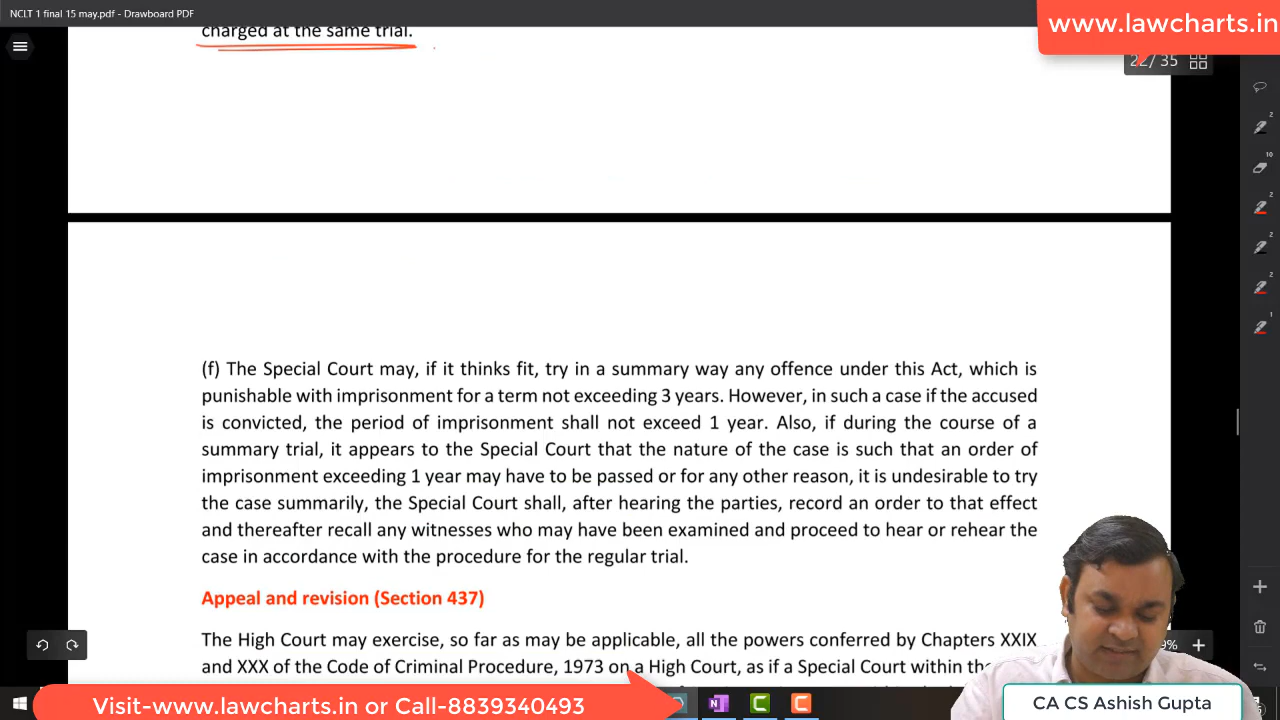 NCLT 1 final 15 may.pdf - Drawboard PDF
www.lawcharts.in
charged at the same trial.
22/ 35
2
10
2
2
2
1
(f) The Special Court may, if it thinks fit, try in a summary way any offence under this Act, which is
punishable with imprisonment for a term not exceeding 3 years. However, in such a case if the accused
is convicted, the period of imprisonment shall not exceed 1 year. Also, if during the course of a
summary trial, it appears to the Special Court that the nature of the case is such that an order of
imprisonment exceeding 1 year may have to be passed or for any other reason, it is undesirable to try
the case summarily, the Special Court shall, after hearing the parties, record an order to that effect
and thereafter recall any witnesses who may have been examined and proceed to hear or rehear the
case in accordance with the procedure for the regular trial.
Appeal and revision (Section 437)
The High Court may exercise, so far as may be applicable, all the powers conferred by Chapters XXIX
and XXX of the Code of Criminal Procedure, 1973 on a High Court, as if a Special Court within the
Visit-www.lawcharts.in or Call-8839340493
CA CS Ashish Gupta